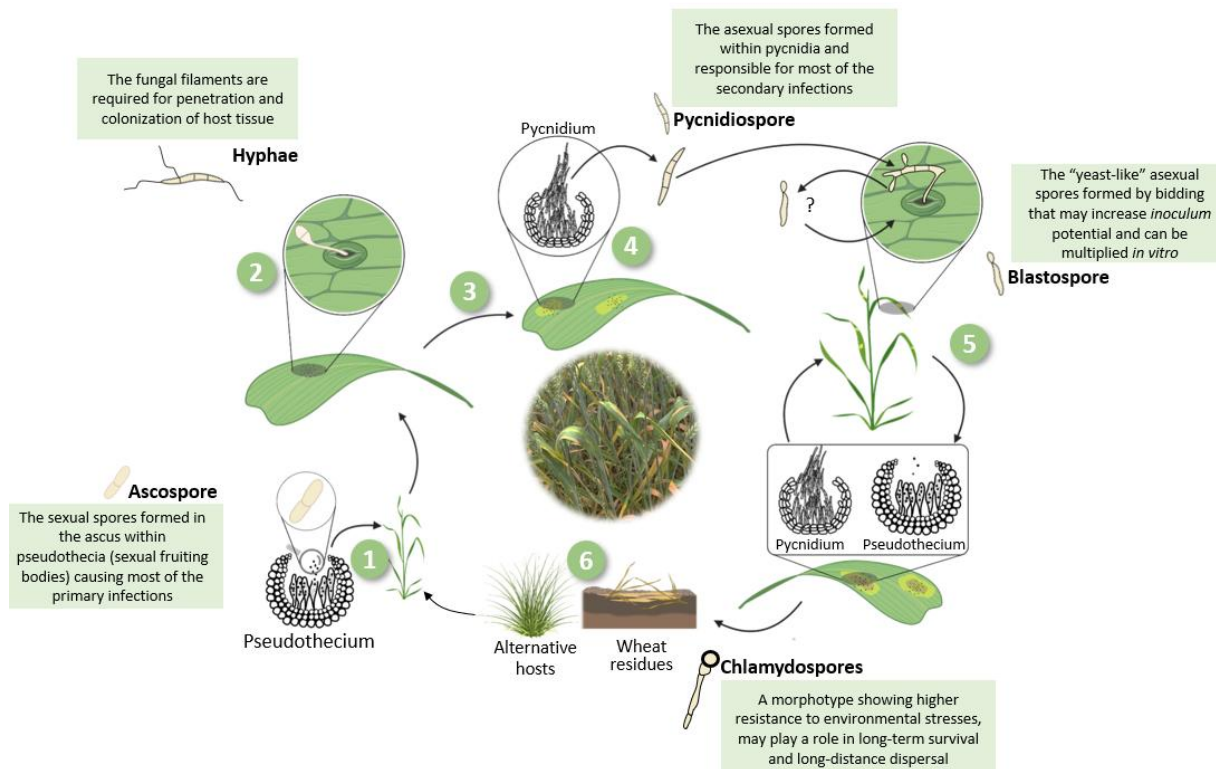 The asexual spores formed
within pycnidia and
responsible for most of the
secondary infections
Pycnidiospore
The fungal filaments are
required for penetration and
colonization of host tissue
Hyphae
Pycnidium
4
?
The “yeast-like” asexual
spores formed by bidding
that may increase inoculum
potential and can be
multiplied in vitro
Blastospore
2
3
5
Ascospore
The sexual spores formed in
the ascus within
pseudothecia (sexual fruiting
bodies) causing most of the
primary infections
1
Pseudothecium
6
Alternative
hosts
Wheat
residues
Pycnidium
Pseudothecium
Chlamydospores
A morphotype showing higher
resistance to environmental stresses,
may play a role in long-term survival
and long-distance dispersal